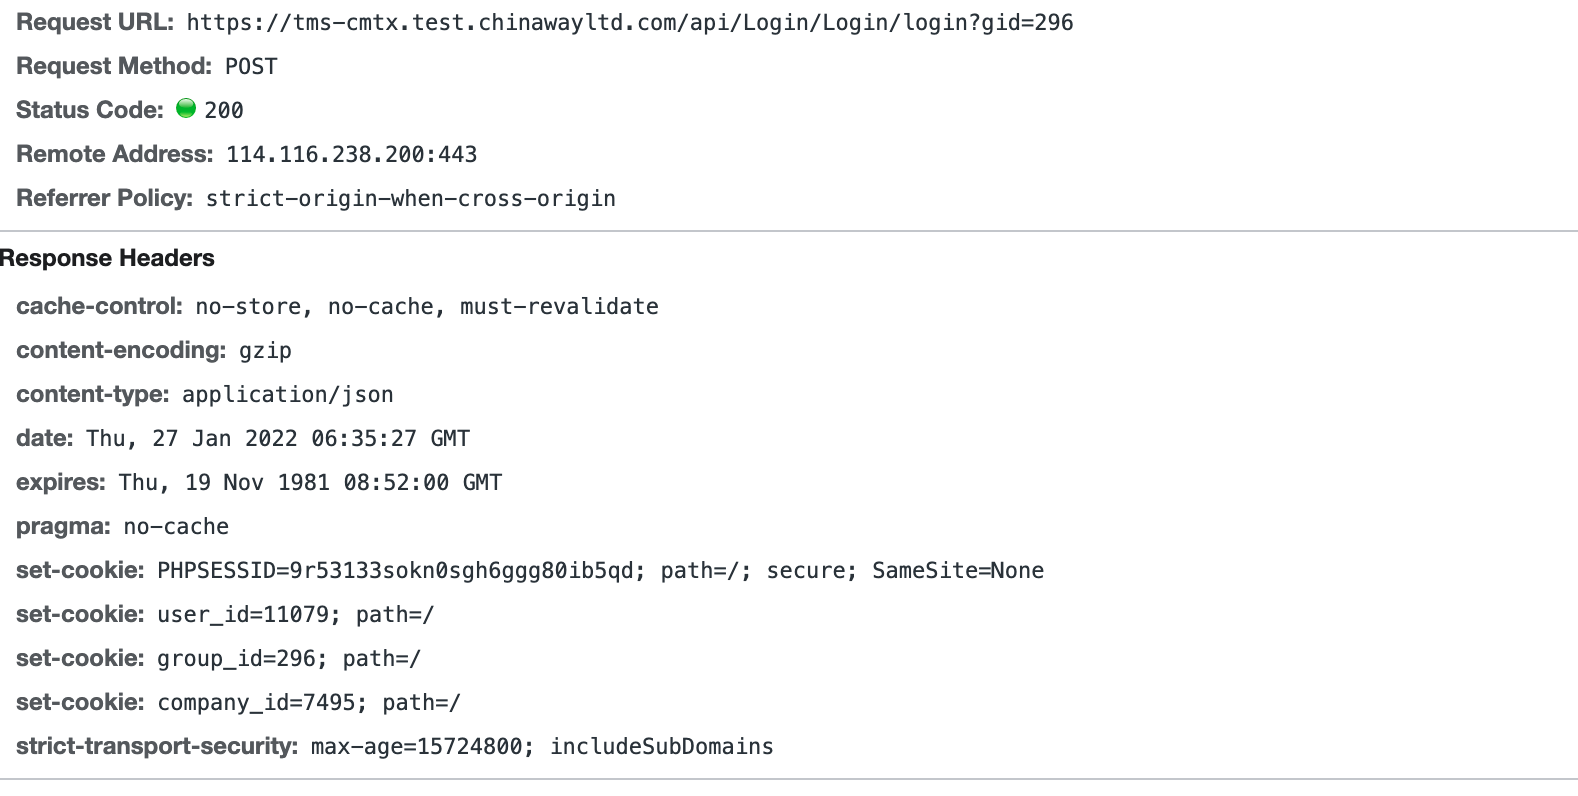 Request URL: https://tms-cmtx.test.chinawayltd.com/api/Login/Login/login?gid=296
Request Method: POST
Status Code: 200
Remote Address: 114.116.238.200:443
Referrer Policy: strict-origin-when-cross-origin
Response Headers
cache-control: no-store, no-cache, must-revalidate
content-encoding: gzip
content-type: application/json
date: Thu, 27 Jan 2022 06:35:27 GMT
expires: Thu, 19 Nov 1981 08:52:00 GMT
pragma: no-cache
set-cookie: PHPSESSID=9r53133sokn0sgh6ggg80ib5qd; path=/; secure; SameSite=None
set-cookie: user_id=11079; path=/
set-cookie: group_id=296; path=/
set-cookie: company_id=7495; path=/
strict-transport-security: max-age=15724800; includeSubDomains